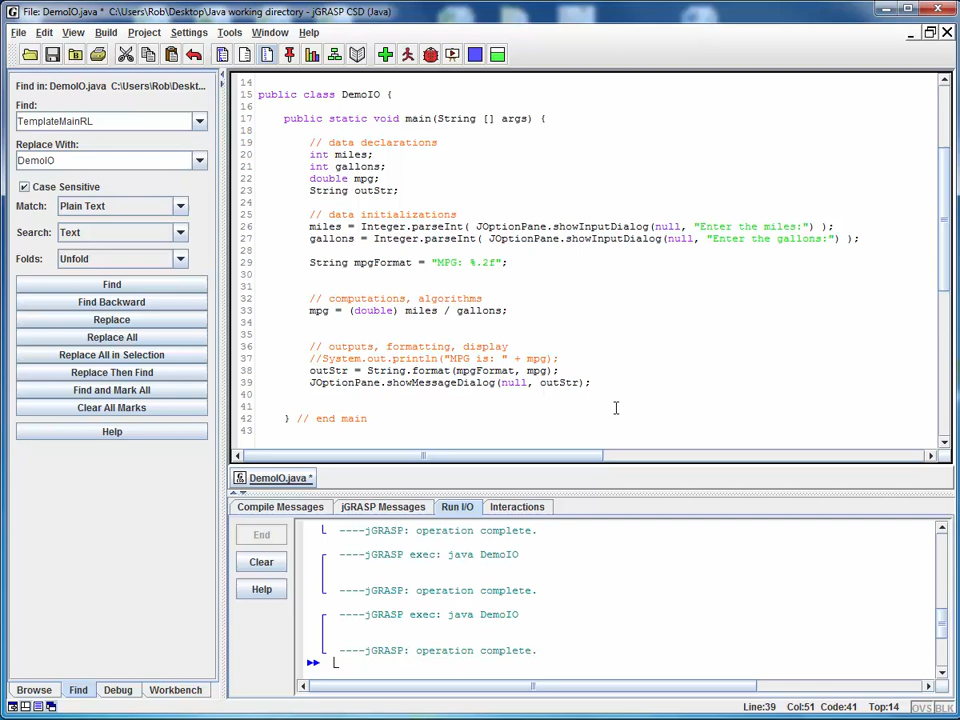 File: DemoIO.java * C:\Users\Rob\Desktop\Java working directory - jGRASP CSD (Java)
File Edit View Build Project Settings Tools Window Help
Find in: DemoIO.java C:\Users\Rob\Deskt...
Find:
TemplateMainRL
Replace With:
DemoIO
Case Sensitive
Match: Plain Text
Search: Text
Folds: Unfold
Find
Find Backward
Replace
Replace All
Replace All in Selection
Replace Then Find
Find and Mark All
Clear All Marks
Help
Browse Find Debug Workbench
14
15 public class DemoIO {
16
17 public static void main(String [] args) {
18
19 // data declarations
20 int miles;
21 int gallons;
22 double mpg;
23 String outStr;
24
25 // data initializations
26 miles = Integer.parseInt( JOptionPane.showInputDialog(null, "Enter the miles:") );
27 gallons = Integer.parseInt( JOptionPane.showInputDialog(null, "Enter the gallons:") );
28
29 String mpgFormat = "MPG: %.2f";
30
31
32 // computations, algorithms
33 mpg = (double) miles / gallons;
34
35
36 // outputs, formatting, display
37 //System.out.println("MPG is: " + mpg);
38 outStr = String.format(mpgFormat, mpg);
39 JOptionPane.showMessageDialog(null, outStr);
40
41
42 } // end main
43
DemoIO.java *
Compile Messages jGRASP Messages Run I/O Interactions
End
Clear
Help
----jGRASP: operation complete.
----jGRASP exec: java DemoIO
----jGRASP: operation complete.
----jGRASP exec: java DemoIO
----jGRASP: operation complete.
Line:39 Col:51 Code:41 Top:14 OVS BLK